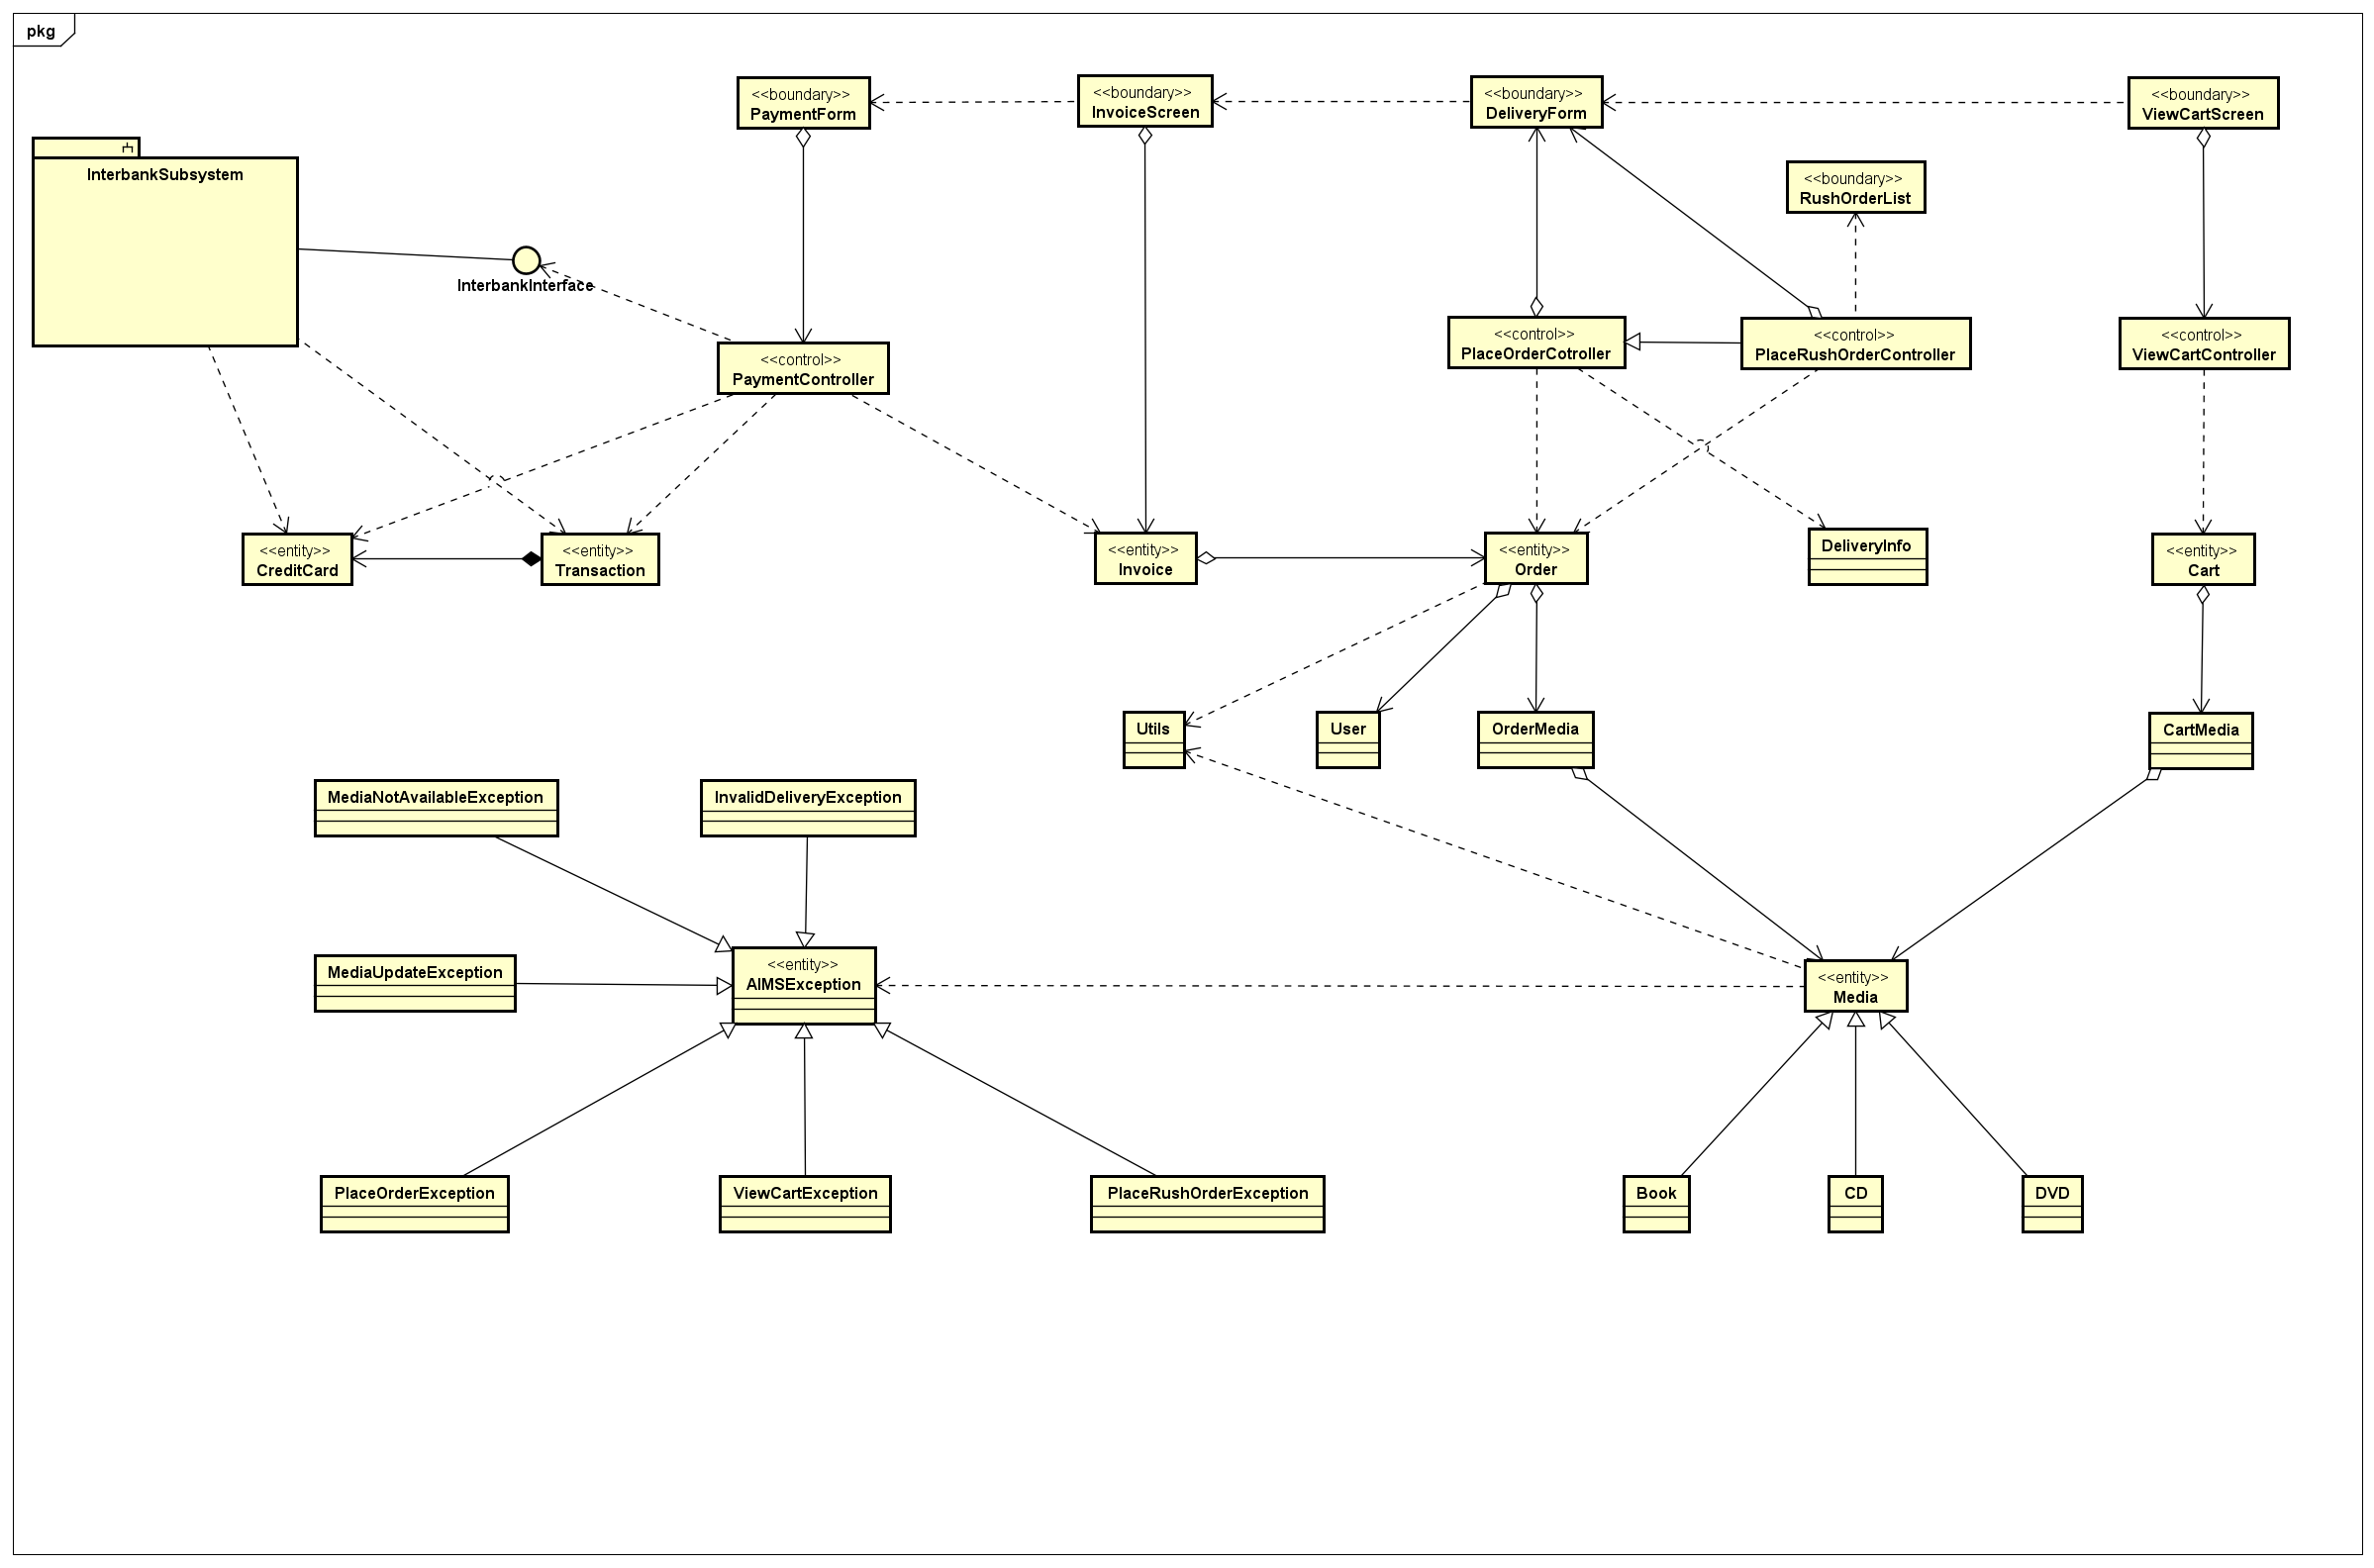 pkg
<<boundary>>
PaymentForm
<<boundary>>
InvoiceScreen
<<boundary>>
DeliveryForm
<<boundary>>
ViewCartScreen
InterbankSubsystem
<<boundary>>
RushOrderList
InterbankInterface
<<control>>
PaymentController
<<control>>
PlaceOrderCotroller
<<control>>
PlaceRushOrderController
<<control>>
ViewCartController
<<entity>>
CreditCard
<<entity>>
Transaction
<<entity>>
Invoice
<<entity>>
Order
DeliveryInfo
<<entity>>
Cart
Utils
User
OrderMedia
CartMedia
MediaNotAvailableException
InvalidDeliveryException
MediaUpdateException
<<entity>>
AIMSException
<<entity>>
Media
PlaceOrderException
ViewCartException
PlaceRushOrderException
Book
CD
DVD